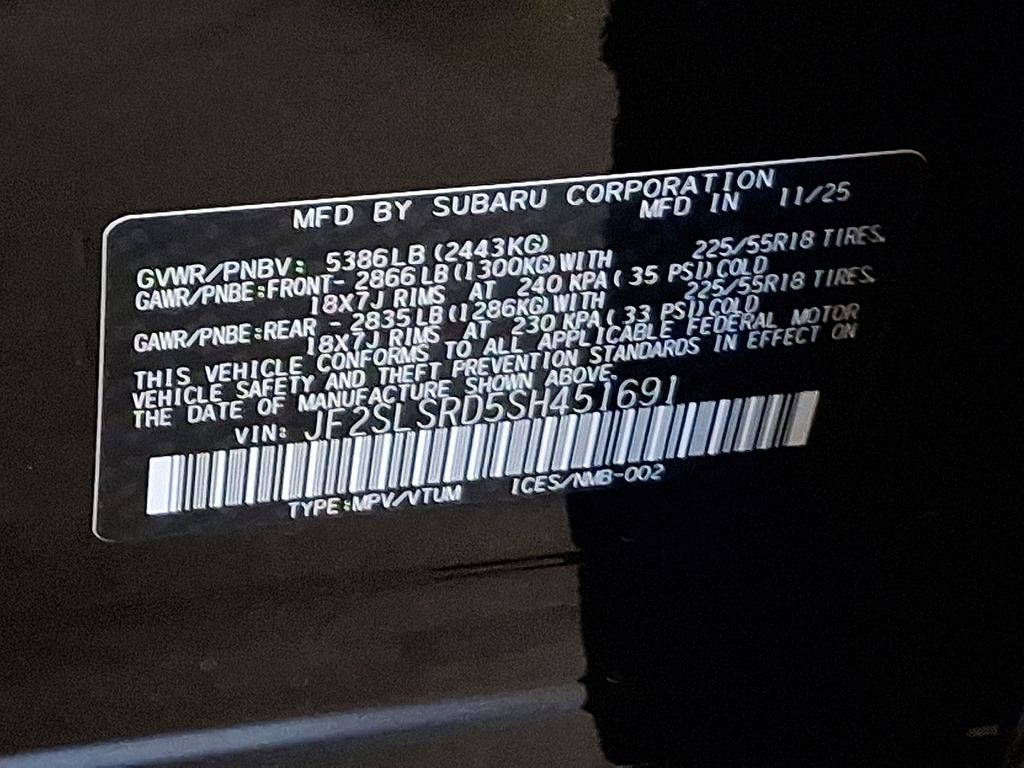 MFD BY SUBARU CORPORATION
MFD IN 11/25
GVWR/PNBV: 5386LB(2443KG)
GAWR/PNBE:FRONT- 2866LB(1300KG)WITH 225/55R18 TIRES
18X7J RIMS AT 240 KPA( 35 PSI)COLD
GAWR/PNBE:REAR - 2835LB(1286KG)WITH 225/55R18 TIRES
18X7J RIMS AT 230 KPA( 33 PSI)COLD
THIS VEHICLE CONFORMS TO ALL APPLICABLE FEDERAL MOTOR
VEHICLE SAFETY AND THEFT PREVENTION STANDARDS IN EFFECT ON
THE DATE OF MANUFACTURE SHOWN ABOVE.
VIN: JF2SLSRD5SH451691
TYPE:MPV/VTUM ICES/NMB-002